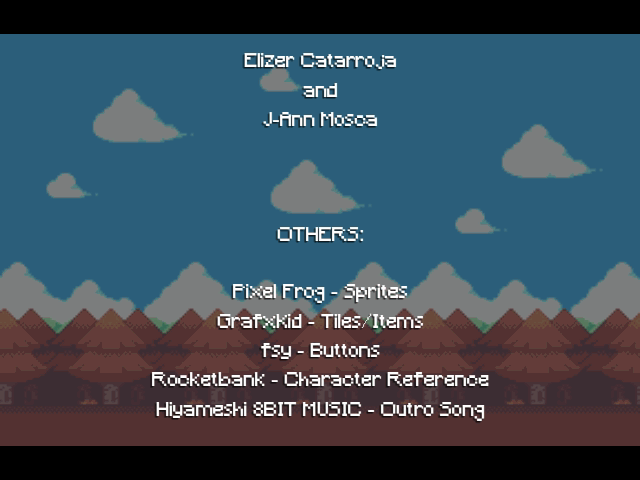 Elizer Catarroja
and
J-Ann Mosca
OTHERS:
Pixel Frog - Sprites
GrafxKid - Tiles/Items
fsy - Buttons
Rocketbank - Character Reference
Hiyameshi 8BIT MUSIC - Outro Song